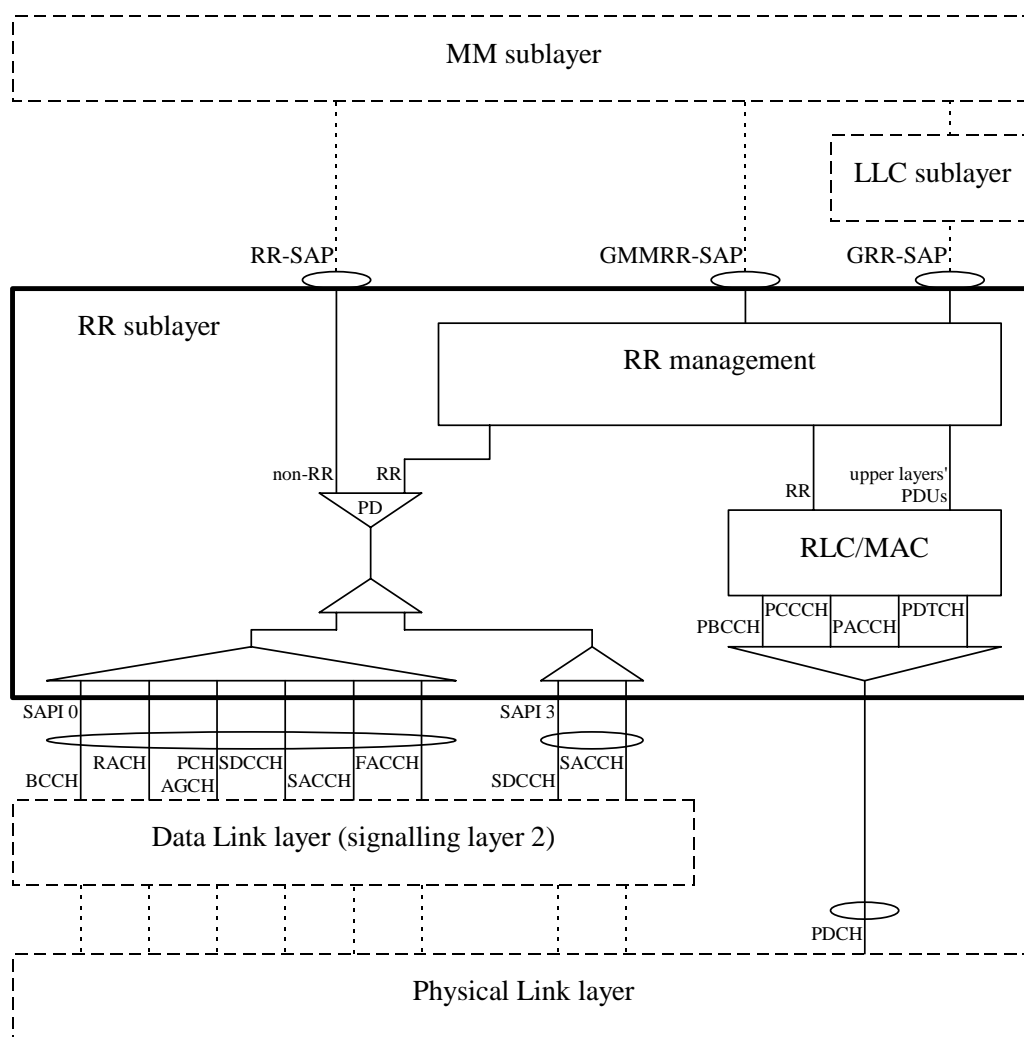 MM sublayer
LLC sublayer
RR-SAP
GMMRR-SAP
GRR-SAP
RR sublayer
RR management
non-RR
RR
RR
upper layers'
PDUs
PD
RLC/MAC
PBCCH
PCCCH
PACCH
PDTCH
SAPI 0
SAPI 3
BCCH
RACH
PCH
AGCH
SDCCH
SACCH
FACCH
SDCCH
SACCH
Data Link layer (signalling layer 2)
PDCH
Physical Link layer